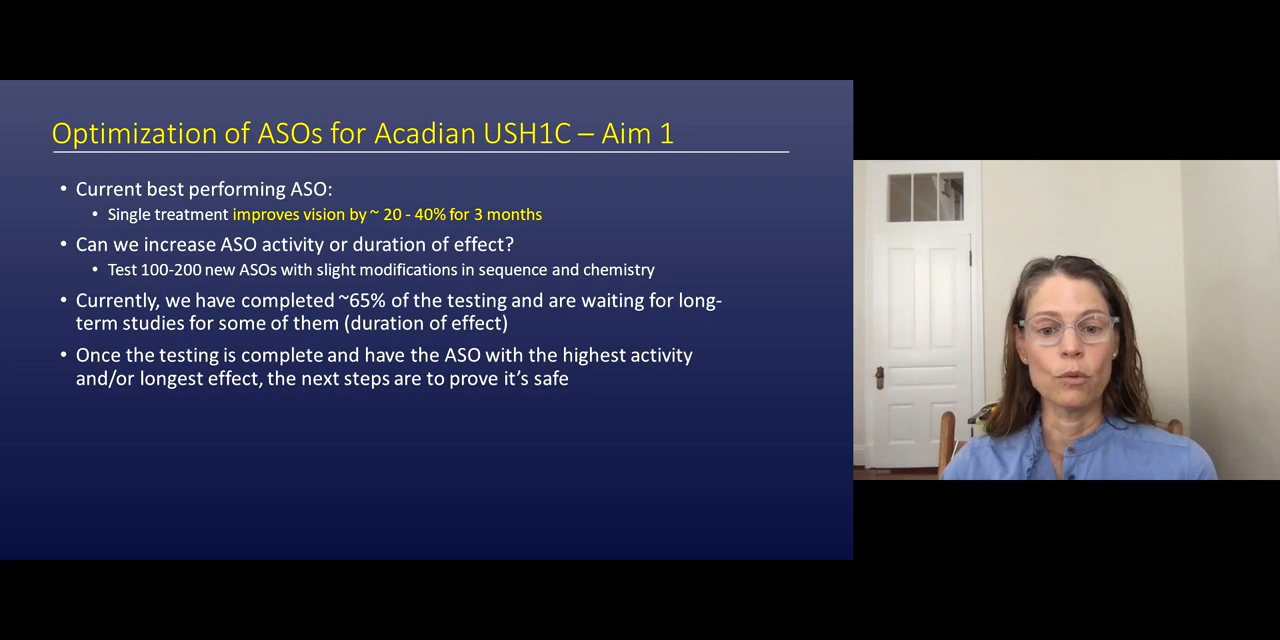 Optimization of ASOs for Acadian USH1C – Aim 1
• Current best performing ASO:
• Single treatment improves vision by ~ 20 - 40% for 3 months
• Can we increase ASO activity or duration of effect?
• Test 100-200 new ASOs with slight modifications in sequence and chemistry
• Currently, we have completed ~65% of the testing and are waiting for long-
term studies for some of them (duration of effect)
• Once the testing is complete and have the ASO with the highest activity
and/or longest effect, the next steps are to prove it’s safe